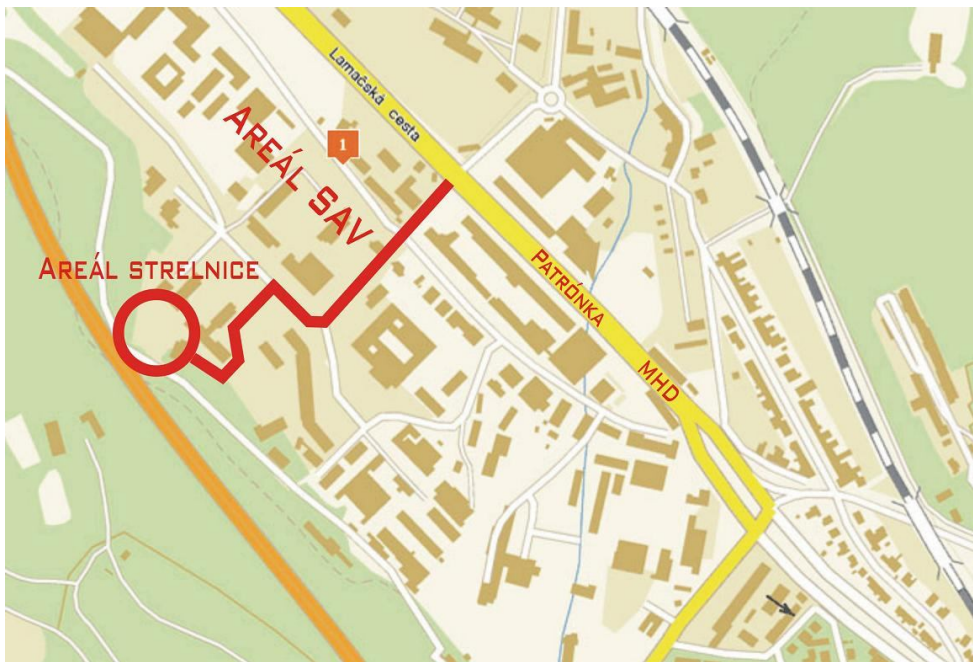 Lamačská cesta
1
AREÁL SAV
AREÁL STRELNICE
PATRÓNKA
MHD